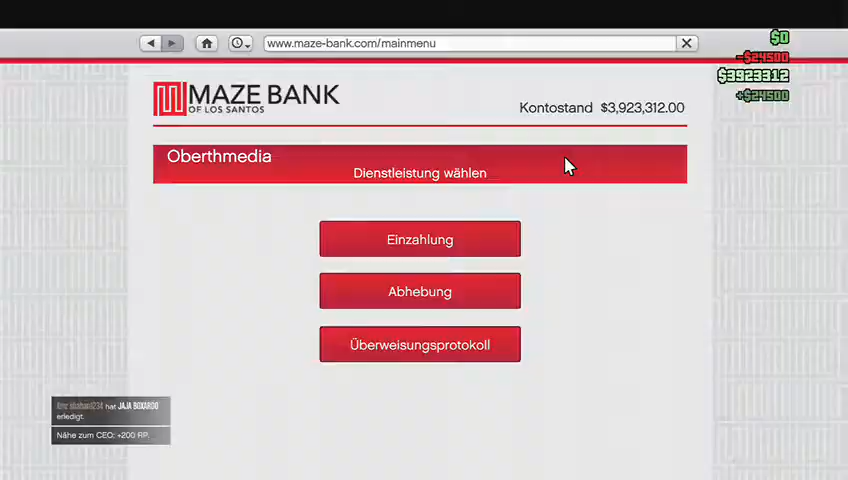 www.maze-bank.com/mainmenu
$0
-$24500
$3923312
+$24500
MAZE BANK
OF LOS SANTOS
Kontostand $3,923,312.00
Oberthmedia
Dienstleistung wählen
Einzahlung
Abhebung
Überweisungsprotokoll
hat JAJA BOXARDO
erledigt.
Nähe zum CEO: +200 RP.